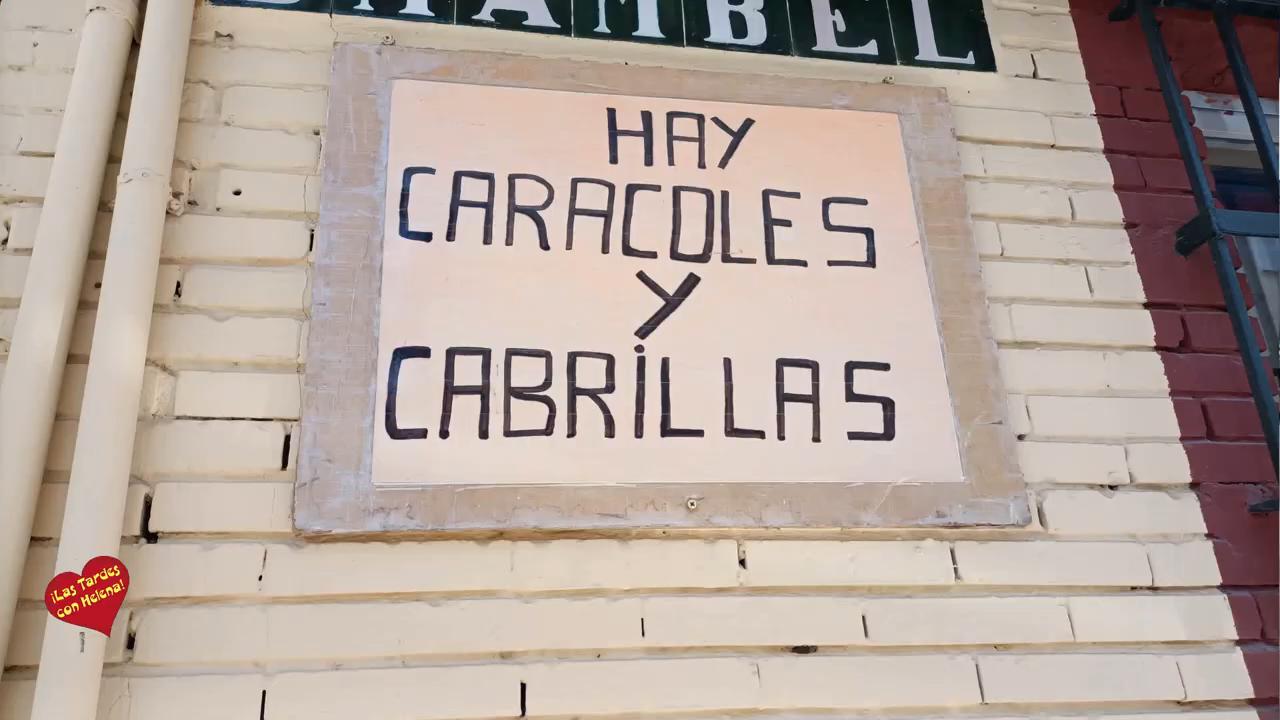 HAY
CARACOLES
Y
CABRILLAS
¡Las Tardes
con Helena!